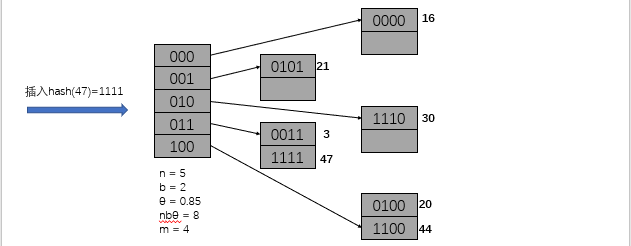 0000 16
000
001
0101 21
插入hash(47)=1111
010
1110 30
011
0011 3
100
1111 47
n = 5
b = 2
θ = 0.85
nbθ = 8
m = 4
0100 20
1100 44